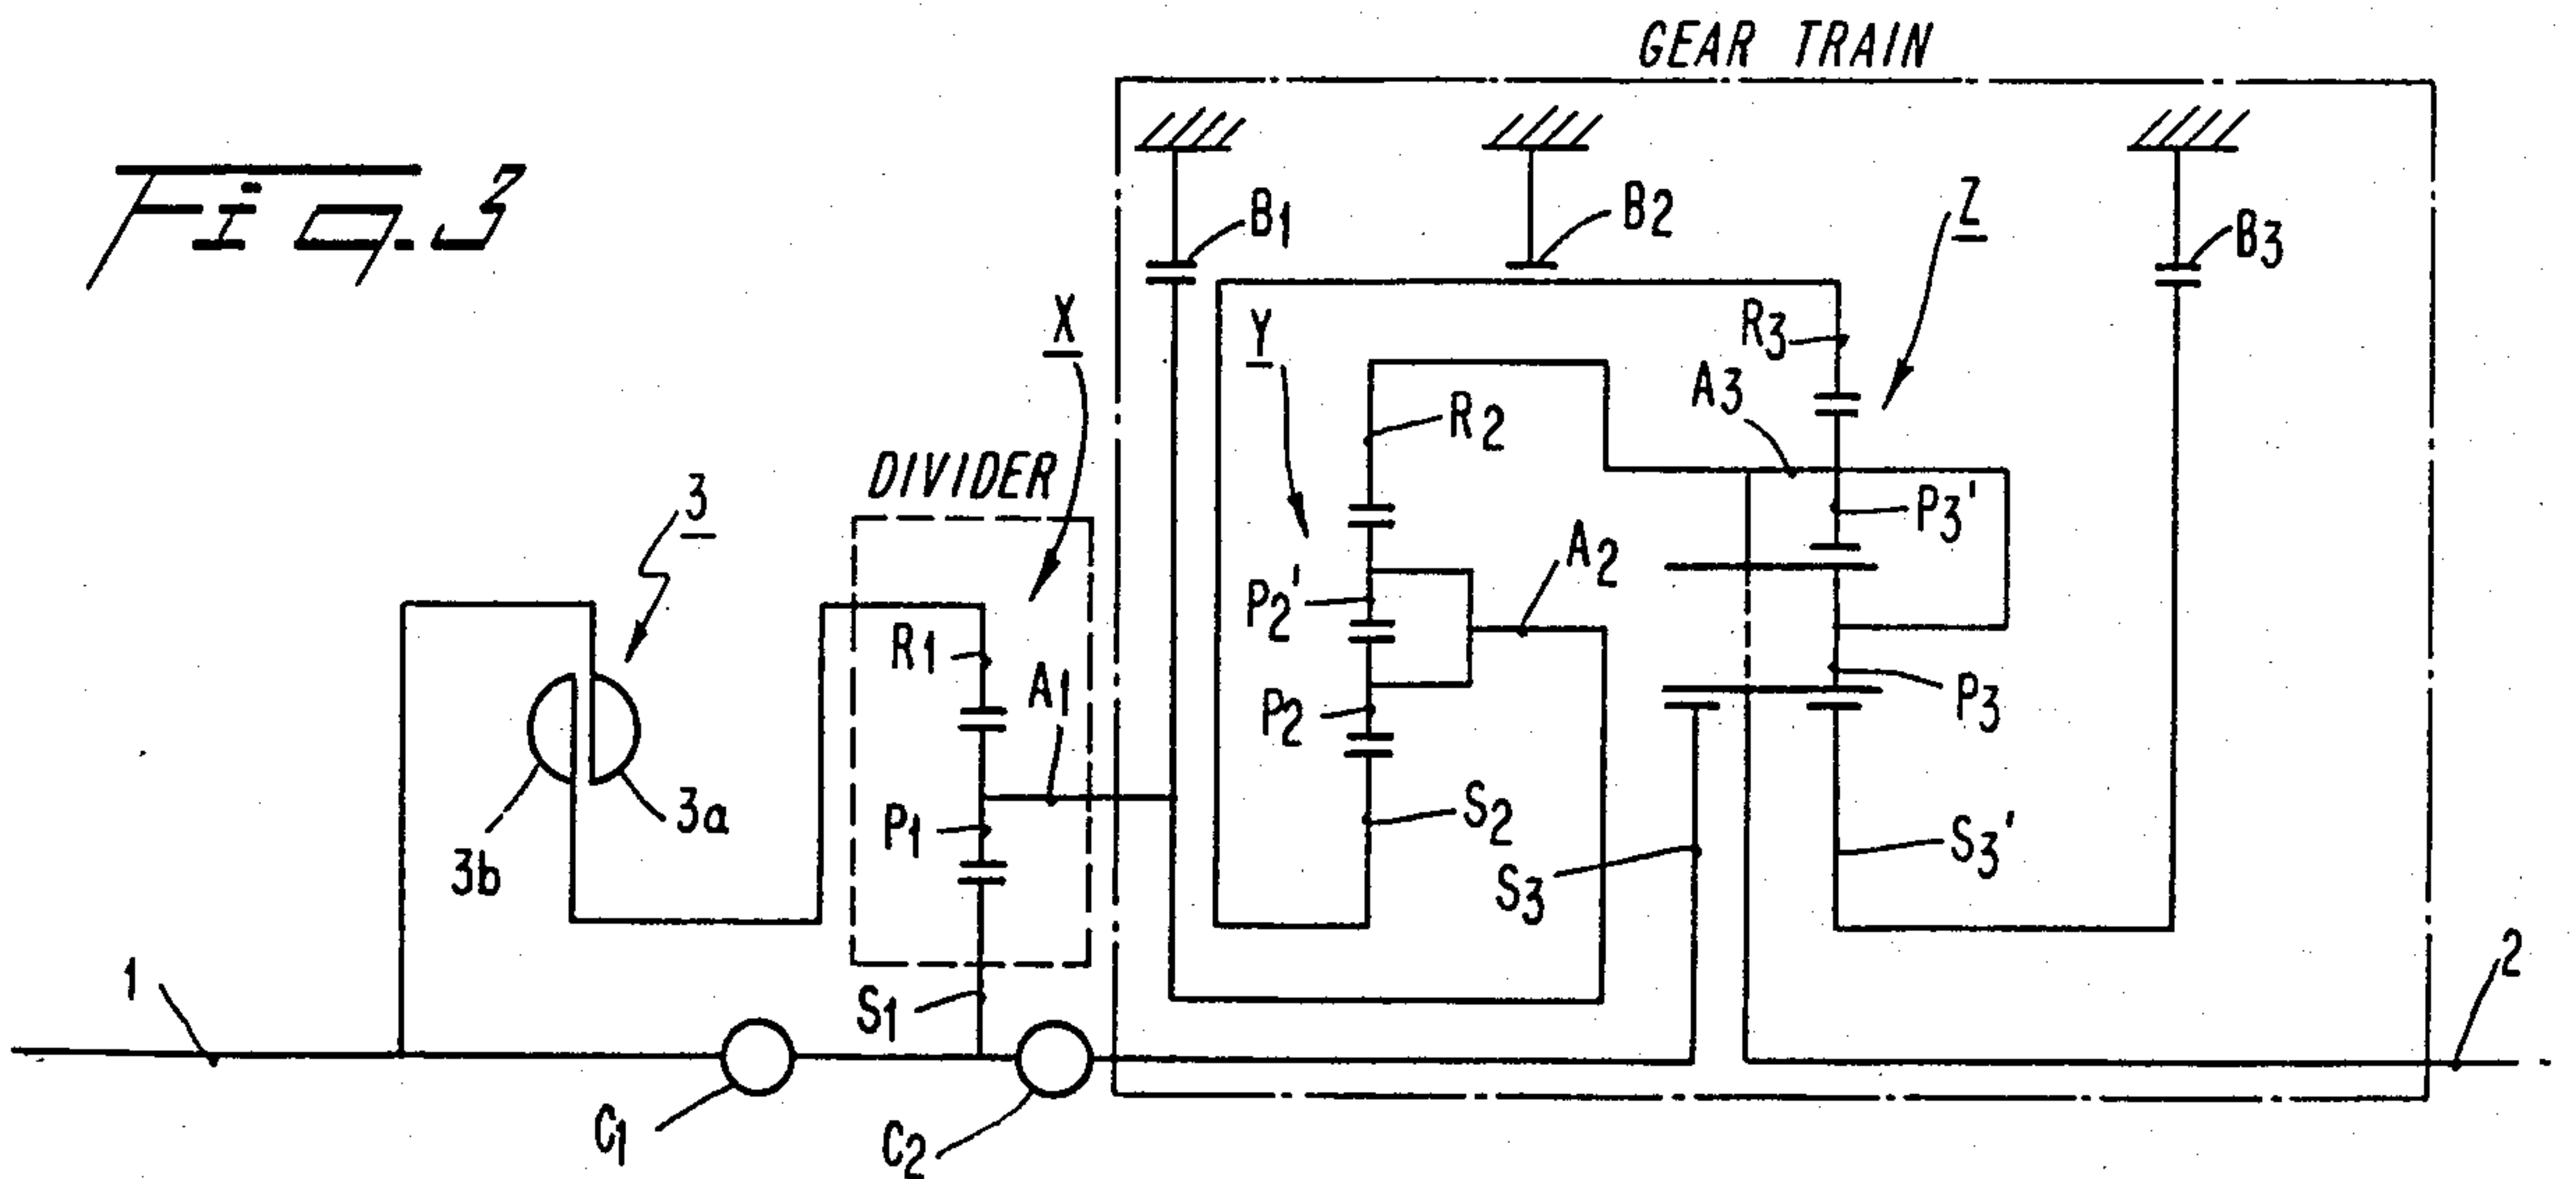 GEAR TRAIN
Fig. 3
B1
B2
Z
B3
X
Y
R3
A3
R2
DIVIDER
3
P3'
A2
P2'
R1
A1
P2
P3
3a
P1
S2
S3'
3b
S3
1
S1
2
C1
C2